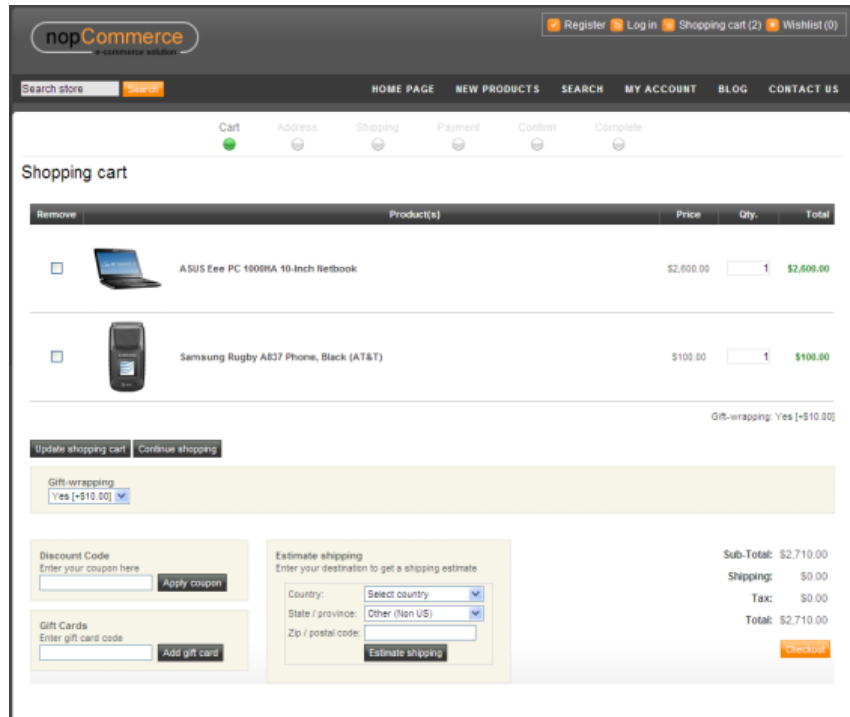 nopCommerce
e-commerce solution
Register Log in Shopping cart (2) Wishlist (0)
Search store Search
HOME PAGE NEW PRODUCTS SEARCH MY ACCOUNT BLOG CONTACT US
Cart Address Shipping Payment Confirm Complete
Shopping cart
Remove Product(s) Price Qty. Total
ASUS Eee PC 1000HA 10-Inch Netbook $2,600.00 1 $2,600.00
Samsung Rugby A837 Phone, Black (AT&T) $100.00 1 $100.00
Gift-wrapping: Yes [+$10.00]
Update shopping cart Continue shopping
Gift-wrapping
Yes [+$10.00]
Discount Code
Enter your coupon here
Apply coupon
Gift Cards
Enter gift card code
Add gift card
Estimate shipping
Enter your destination to get a shipping estimate
Country: Select country
State / province: Other (Non US)
Zip / postal code:
Estimate shipping
Sub-Total: $2,710.00
Shipping: $0.00
Tax: $0.00
Total: $2,710.00
Checkout